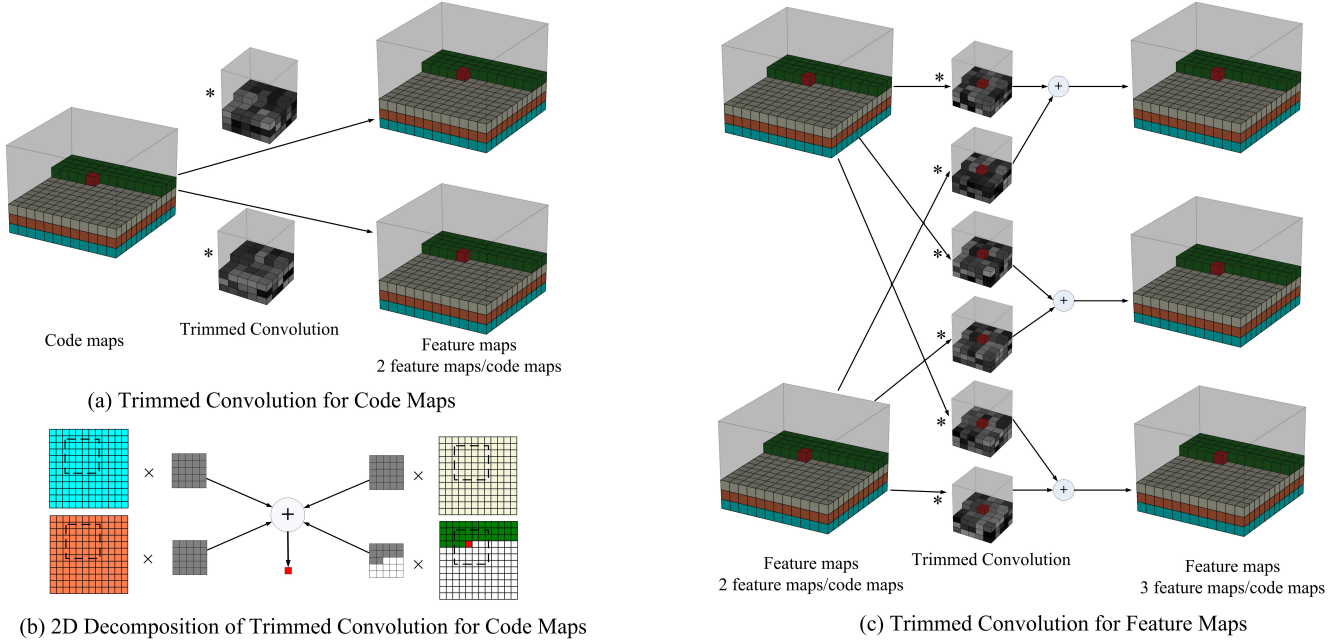 *
*
Code maps
Trimmed Convolution
Feature maps
2 feature maps/code maps
(a) Trimmed Convolution for Code Maps
× ×
+
× ×
(b) 2D Decomposition of Trimmed Convolution for Code Maps
*
+
*
*
+
*
*
+
*
Feature maps
2 feature maps/code maps
Trimmed Convolution
Feature maps
3 feature maps/code maps
(c) Trimmed Convolution for Feature Maps